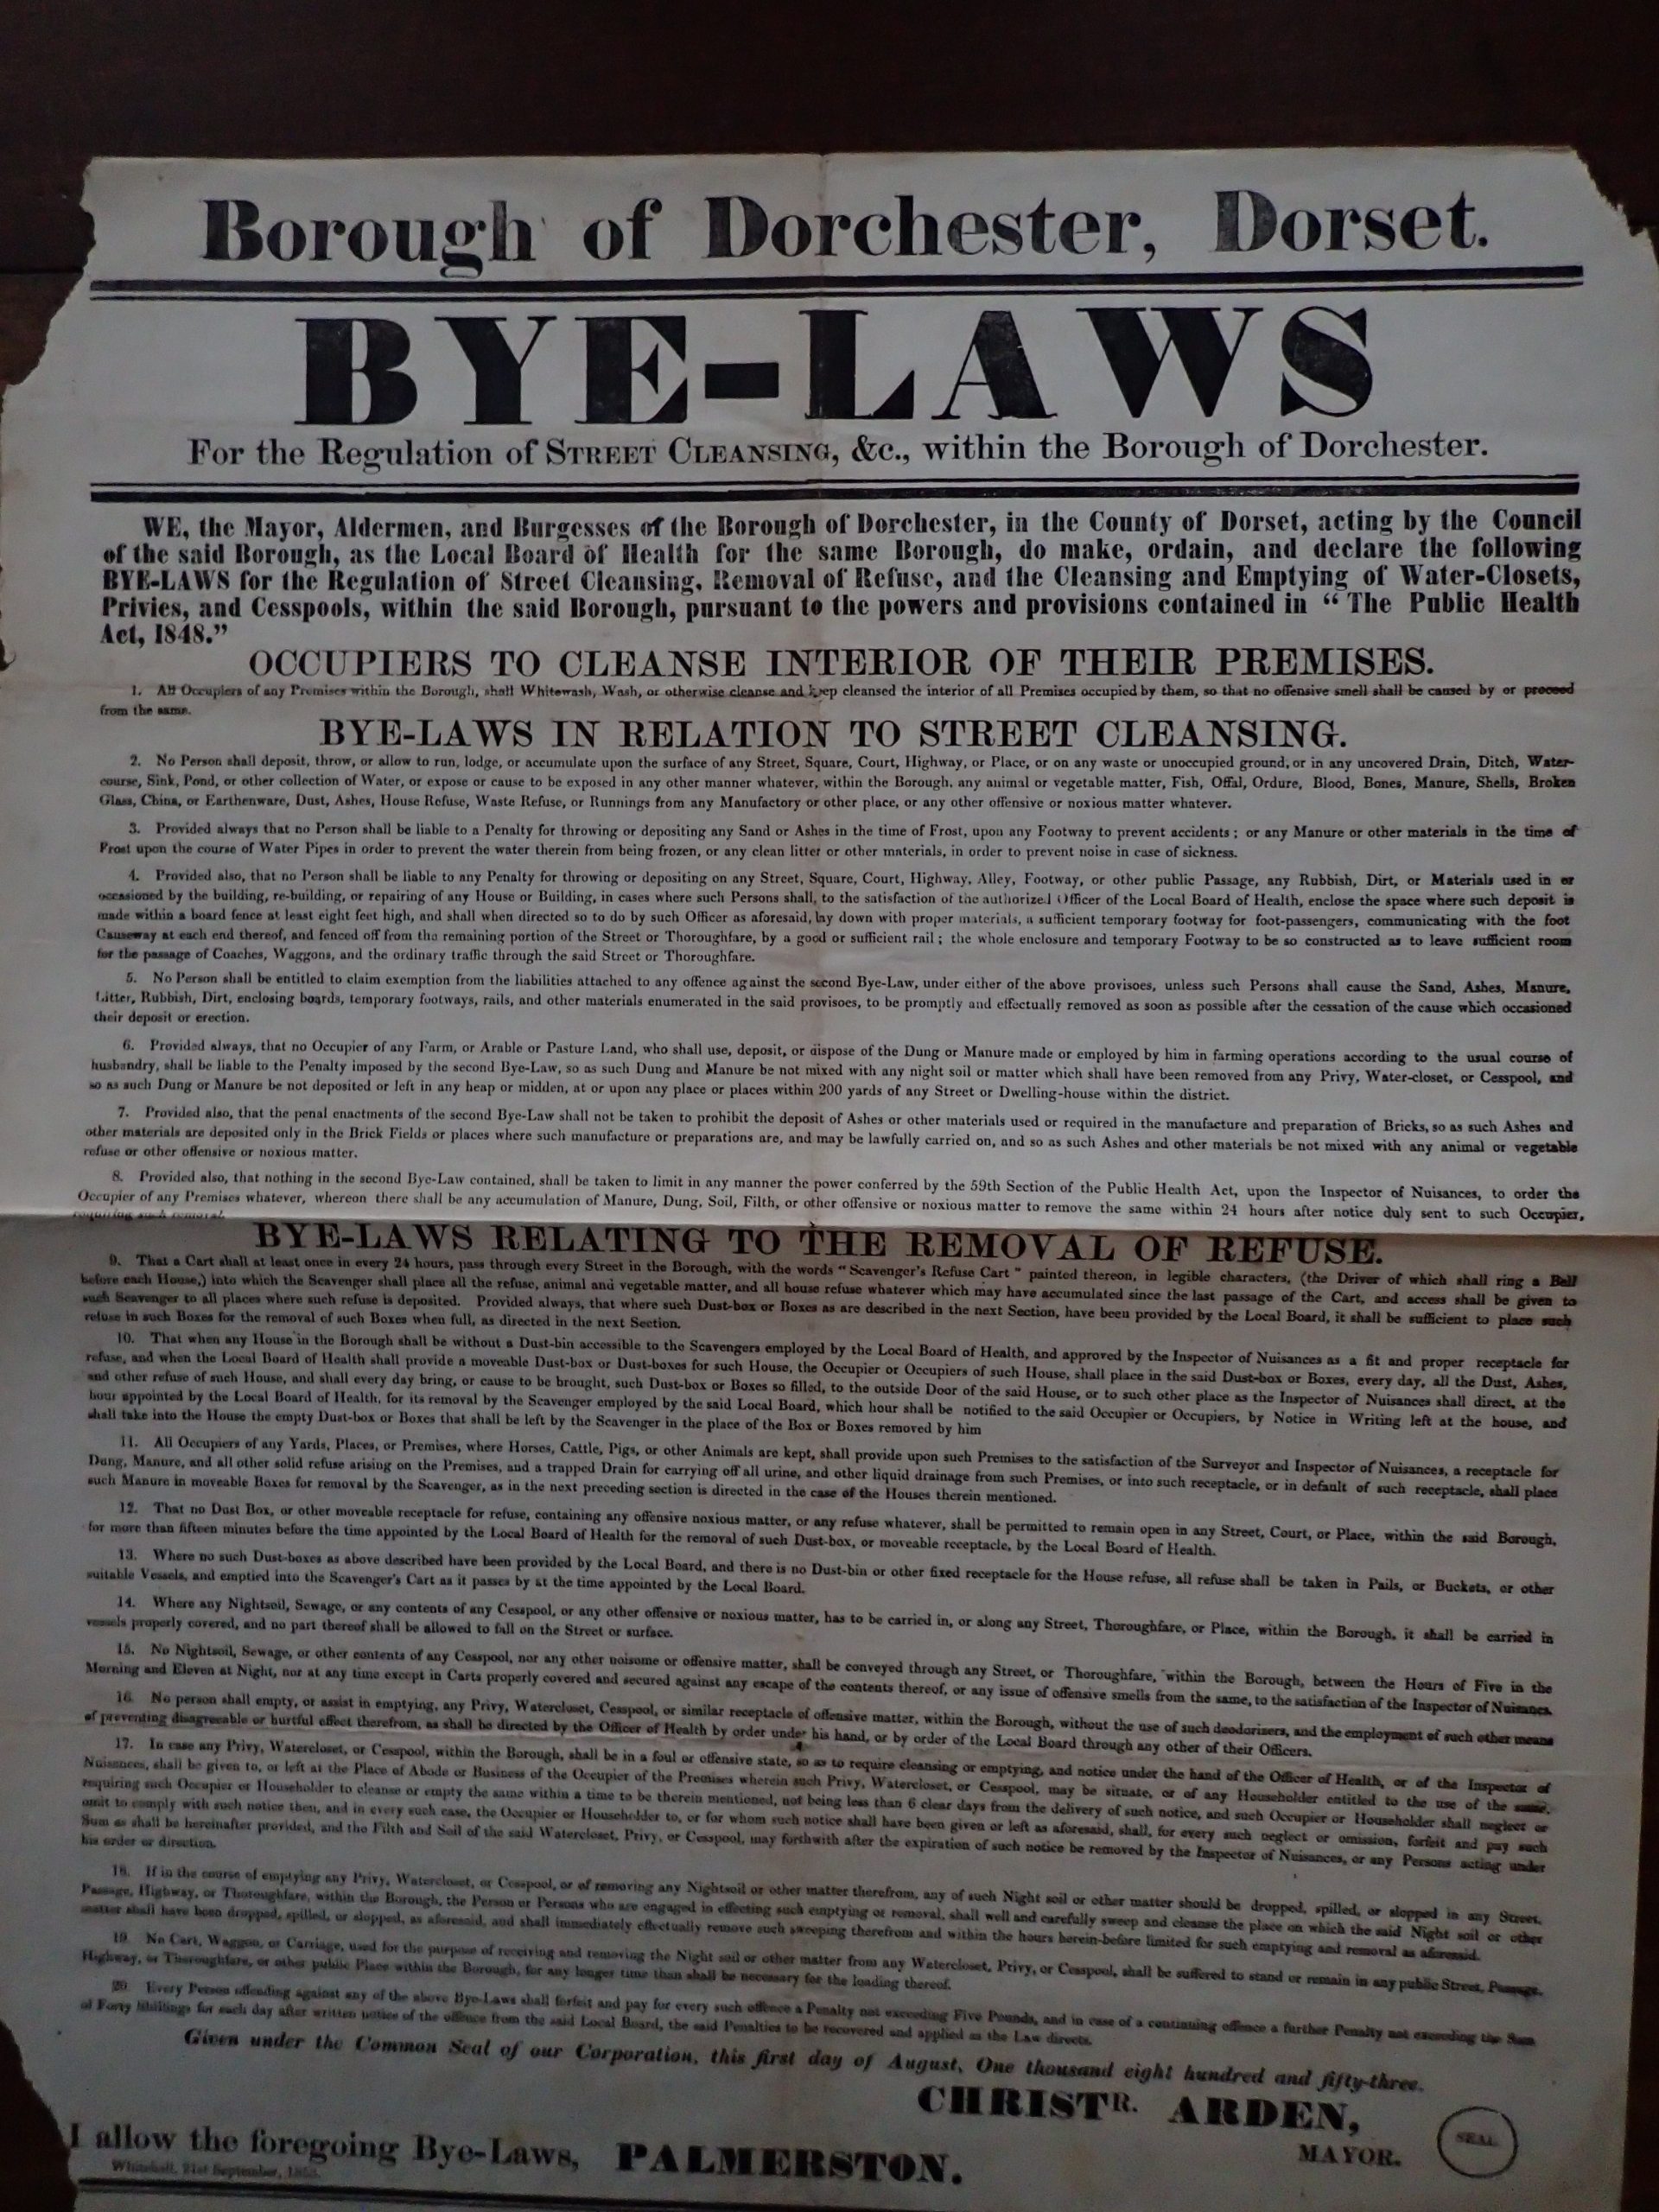 Borough of Dorchester, Dorset.
BYE-LAWS
For the Regulation of STREET CLEANSING, &c., within the Borough of Dorchester.
WE, the Mayor, Aldermen, and Burgesses of the Borough of Dorchester, in the County of Dorset, acting by the Council
of the said Borough, as the Local Board of Health for the same Borough, do make, ordain, and declare the following
BYE-LAWS for the Regulation of Street Cleansing, Removal of Refuse, and the Cleansing and Emptying of Water-Closets,
Privies, and Cesspools, within the said Borough, pursuant to the powers and provisions contained in “The Public Health
Act, 1848.”
OCCUPIERS TO CLEANSE INTERIOR OF THEIR PREMISES.
1. All Occupiers of any Premises within the Borough, shall Whitewash, Wash, or otherwise cleanse and keep cleansed the interior of all Premises occupied by them, so that no offensive smell shall be caused by or proceed
from the same.
BYE-LAWS IN RELATION TO STREET CLEANSING.
2. No Person shall deposit, throw, or allow to run, lodge, or accumulate upon the surface of any Street, Square, Court, Highway, or Place, or on any waste or unoccupied ground, or in any uncovered Drain, Ditch, Water-
course, Sink, Pond, or other collection of Water, or expose or cause to be exposed in any other manner whatever, within the Borough, any animal or vegetable matter, Fish, Offal, Ordure, Blood, Bones, Manure, Shells, Broken
Glass, China, or Earthenware, Dust, Ashes, House Refuse, Waste Refuse, or Runnings from any Manufactory or other place, or any other offensive or noxious matter whatever.
3. Provided always that no Person shall be liable to a Penalty for throwing or depositing any Sand or Ashes in the time of Frost, upon any Footway to prevent accidents; or any Manure or other materials in the time of
Frost upon the course of Water Pipes in order to prevent the water therein from being frozen, or any clean litter or other materials, in order to prevent noise in case of sickness.
4. Provided also, that no Person shall be liable to any Penalty for throwing or depositing on any Street, Square, Court, Highway, Alley, Footway, or other public Passage, any Rubbish, Dirt, or Materials used in or
occasioned by the building, re-building, or repairing of any House or Building, in cases where such Persons shall, to the satisfaction of the authorized Officer of the Local Board of Health, enclose the space where such deposit is
made within a board fence at least eight feet high, and shall when directed so to do by such Officer as aforesaid, lay down with proper materials, a sufficient temporary footway for foot-passengers, communicating with the foot
Causeway at each end thereof, and fenced off from the remaining portion of the Street or Thoroughfare, by a good or sufficient rail; the whole enclosure and temporary Footway to be so constructed as to leave sufficient room
for the passage of Coaches, Waggons, and the ordinary traffic through the said Street or Thoroughfare.
5. No Person shall be entitled to claim exemption from the liabilities attached to any offence against the second Bye-Law, under either of the above provisoes, unless such Persons shall cause the Sand, Ashes, Manure,
Litter, Rubbish, Dirt, enclosing boards, temporary footways, rails, and other materials enumerated in the said provisoes, to be promptly and effectually removed as soon as possible after the cessation of the cause which occasioned
their deposit or erection.
6. Provided always, that no Occupier of any Farm, or Arable or Pasture Land, who shall use, deposit, or dispose of the Dung or Manure made or employed by him in farming operations according to the usual course of
husbandry, shall be liable to the Penalty imposed by the second Bye-Law, so as such Dung and Manure be not mixed with any night soil or matter which shall have been removed from any Privy, Water-closet, or Cesspool, and
so as such Dung or Manure be not deposited or left in any heap or midden, at or upon any place or places within 200 yards of any Street or Dwelling-house within the district.
7. Provided also, that the penal enactments of the second Bye-Law shall not be taken to prohibit the deposit of Ashes or other materials used or required in the manufacture and preparation of Bricks, so as such Ashes and
other materials are deposited only in the Brick Fields or places where such manufacture or preparations are, and may be lawfully carried on, and so as such Ashes and other materials be not mixed with any animal or vegetable
refuse or other offensive or noxious matter.
8. Provided also, that nothing in the second Bye-Law contained, shall be taken to limit in any manner the power conferred by the 59th Section of the Public Health Act, upon the Inspector of Nuisances, to order the
Occupier of any Premises whatever, whereon there shall be any accumulation of Manure, Dung, Soil, Filth, or other offensive or noxious matter to remove the same within 24 hours after notice duly sent to such Occupier,
requiring such removal.
BYE-LAWS RELATING TO THE REMOVAL OF REFUSE.
9. That a Cart shall at least once in every 24 hours, pass through every Street in the Borough, with the words “Scavenger's Refuse Cart” painted thereon, in legible characters, (the Driver of which shall ring a Bell
before each House,) into which the Scavenger shall place all the refuse, animal and vegetable matter, and all house refuse whatever which may have accumulated since the last passage of the Cart, and access shall be given to
such Scavenger to all places where such refuse is deposited. Provided always, that where such Dust-box or Boxes as are described in the next Section, have been provided by the Local Board, it shall be sufficient to place such
refuse in such Boxes for the removal of such Boxes when full, as directed in the next Section.
10. That when any House in the Borough shall be without a Dust-bin accessible to the Scavengers employed by the Local Board of Health, and approved by the Inspector of Nuisances as a fit and proper receptacle for
refuse, and when the Local Board of Health shall provide a moveable Dust-box or Dust-boxes for such House, the Occupier or Occupiers of such House, shall place in the said Dust-box or Boxes, every day, all the Dust, Ashes,
and other refuse of such House, and shall every day bring, or cause to be brought, such Dust-box or Boxes so filled, to the outside Door of the said House, or to such other place as the Inspector of Nuisances shall direct, at the
hour appointed by the Local Board of Health, for its removal by the Scavenger employed by the said Local Board, which hour shall be notified to the said Occupier or Occupiers, by Notice in Writing left at the house, and
shall take into the House the empty Dust-box or Boxes that shall be left by the Scavenger in the place of the Box or Boxes removed by him
11. All Occupiers of any Yards, Places, or Premises, where Horses, Cattle, Pigs, or other Animals are kept, shall provide upon such Premises to the satisfaction of the Surveyor and Inspector of Nuisances, a receptacle for
Dung, Manure, and all other solid refuse arising on the Premises, and a trapped Drain for carrying off all urine, and other liquid drainage from such Premises, or into such receptacle, or in default of such receptacle, shall place
such Manure in moveable Boxes for removal by the Scavenger, as in the next preceding section is directed in the case of the Houses therein mentioned.
12. That no Dust Box, or other moveable receptacle for refuse, containing any offensive noxious matter, or any refuse whatever, shall be permitted to remain open in any Street, Court, or Place, within the said Borough,
for more than fifteen minutes before the time appointed by the Local Board of Health for the removal of such Dust-box, or moveable receptacle, by the Local Board of Health.
13. Where no such Dust-boxes as above described have been provided by the Local Board, and there is no Dust-bin or other fixed receptacle for the House refuse, all refuse shall be taken in Pails, or Buckets, or other
suitable Vessels, and emptied into the Scavenger's Cart as it passes by at the time appointed by the Local Board.
14. Where any Nightsoil, Sewage, or any contents of any Cesspool, or any other offensive or noxious matter, has to be carried in, or along any Street, Thoroughfare, or Place, within the Borough, it shall be carried in
vessels properly covered, and no part thereof shall be allowed to fall on the Street or surface.
15. No Nightsoil, Sewage, or other contents of any Cesspool, nor any other noisome or offensive matter, shall be conveyed through any Street, or Thoroughfare, within the Borough, between the Hours of Five in the
Morning and Eleven at Night, nor at any time except in Carts properly covered and secured against any escape of the contents thereof, or any issue of offensive smells from the same, to the satisfaction of the Inspector of Nuisances.
16. No person shall empty, or assist in emptying, any Privy, Watercloset, Cesspool, or similar receptacle of offensive matter, within the Borough, without the use of such deodorizers, and the employment of such other means
of preventing disagreeable or hurtful effect therefrom, as shall be directed by the Officer of Health by order under his hand, or by order of the Local Board through any other of their Officers.
17. In case any Privy, Watercloset, or Cesspool, within the Borough, shall be in a foul or offensive state, so as to require cleansing or emptying, and notice under the hand of the Officer of Health, or of the Inspector of
Nuisances, shall be given to, or left at the Place of Abode or Business of the Occupier of the Premises wherein such Privy, Watercloset, or Cesspool, may be situate, or of any Householder entitled to the use of the same,
requiring such Occupier or Householder to cleanse or empty the same within a time to be therein mentioned, not being less than 6 clear days from the delivery of such notice, and such Occupier or Householder shall neglect or
omit to comply with such notice then, and in every such case, the Occupier or Householder to, or for whom such notice shall have been given or left as aforesaid, shall, for every such neglect or omission, forfeit and pay such
Sum as shall be hereinafter provided, and the Filth and Soil of the said Watercloset, Privy, or Cesspool, may forthwith after the expiration of such notice be removed by the Inspector of Nuisances, or any Persons acting under
his order or direction.
18. If in the course of emptying any Privy, Watercloset, or Cesspool, or of removing any Nightsoil or other matter therefrom, any of such Night soil or other matter should be dropped, spilled, or slopped in any Street,
Passage, Highway, or Thoroughfare, within the Borough, the Person or Persons who are engaged in effecting such emptying or removal, shall well and carefully sweep and cleanse the place on which the said Night soil or other
matter shall have been dropped, spilled, or slopped, as aforesaid, and shall immediately effectually remove such sweeping therefrom and within the hours herein-before limited for such emptying and removal as aforesaid.
19. No Cart, Waggon, or Carriage, used for the purpose of receiving and removing the Night soil or other matter from any Watercloset, Privy, or Cesspool, shall be suffered to stand or remain in any public Street, Passage,
Highway, or Thoroughfare, or other public Place within the Borough, for any longer time than shall be necessary for the loading thereof.
20 Every Person offending against any of the above Bye-Laws shall forfeit and pay for every such offence a Penalty not exceeding Five Pounds, and in case of a continuing offence a further Penalty not exceeding the Sum
of Forty Shillings for each day after written notice of the offence from the said Local Board, the said Penalties to be recovered and applied as the Law directs.
Given under the Common Seal of our Corporation, this first day of August, One thousand eight hundred and fifty-three.
CHRISTR. ARDEN,
MAYOR.
SEAL
I allow the foregoing Bye-Laws, PALMERSTON.
Whitehall, 21st September, 1853.